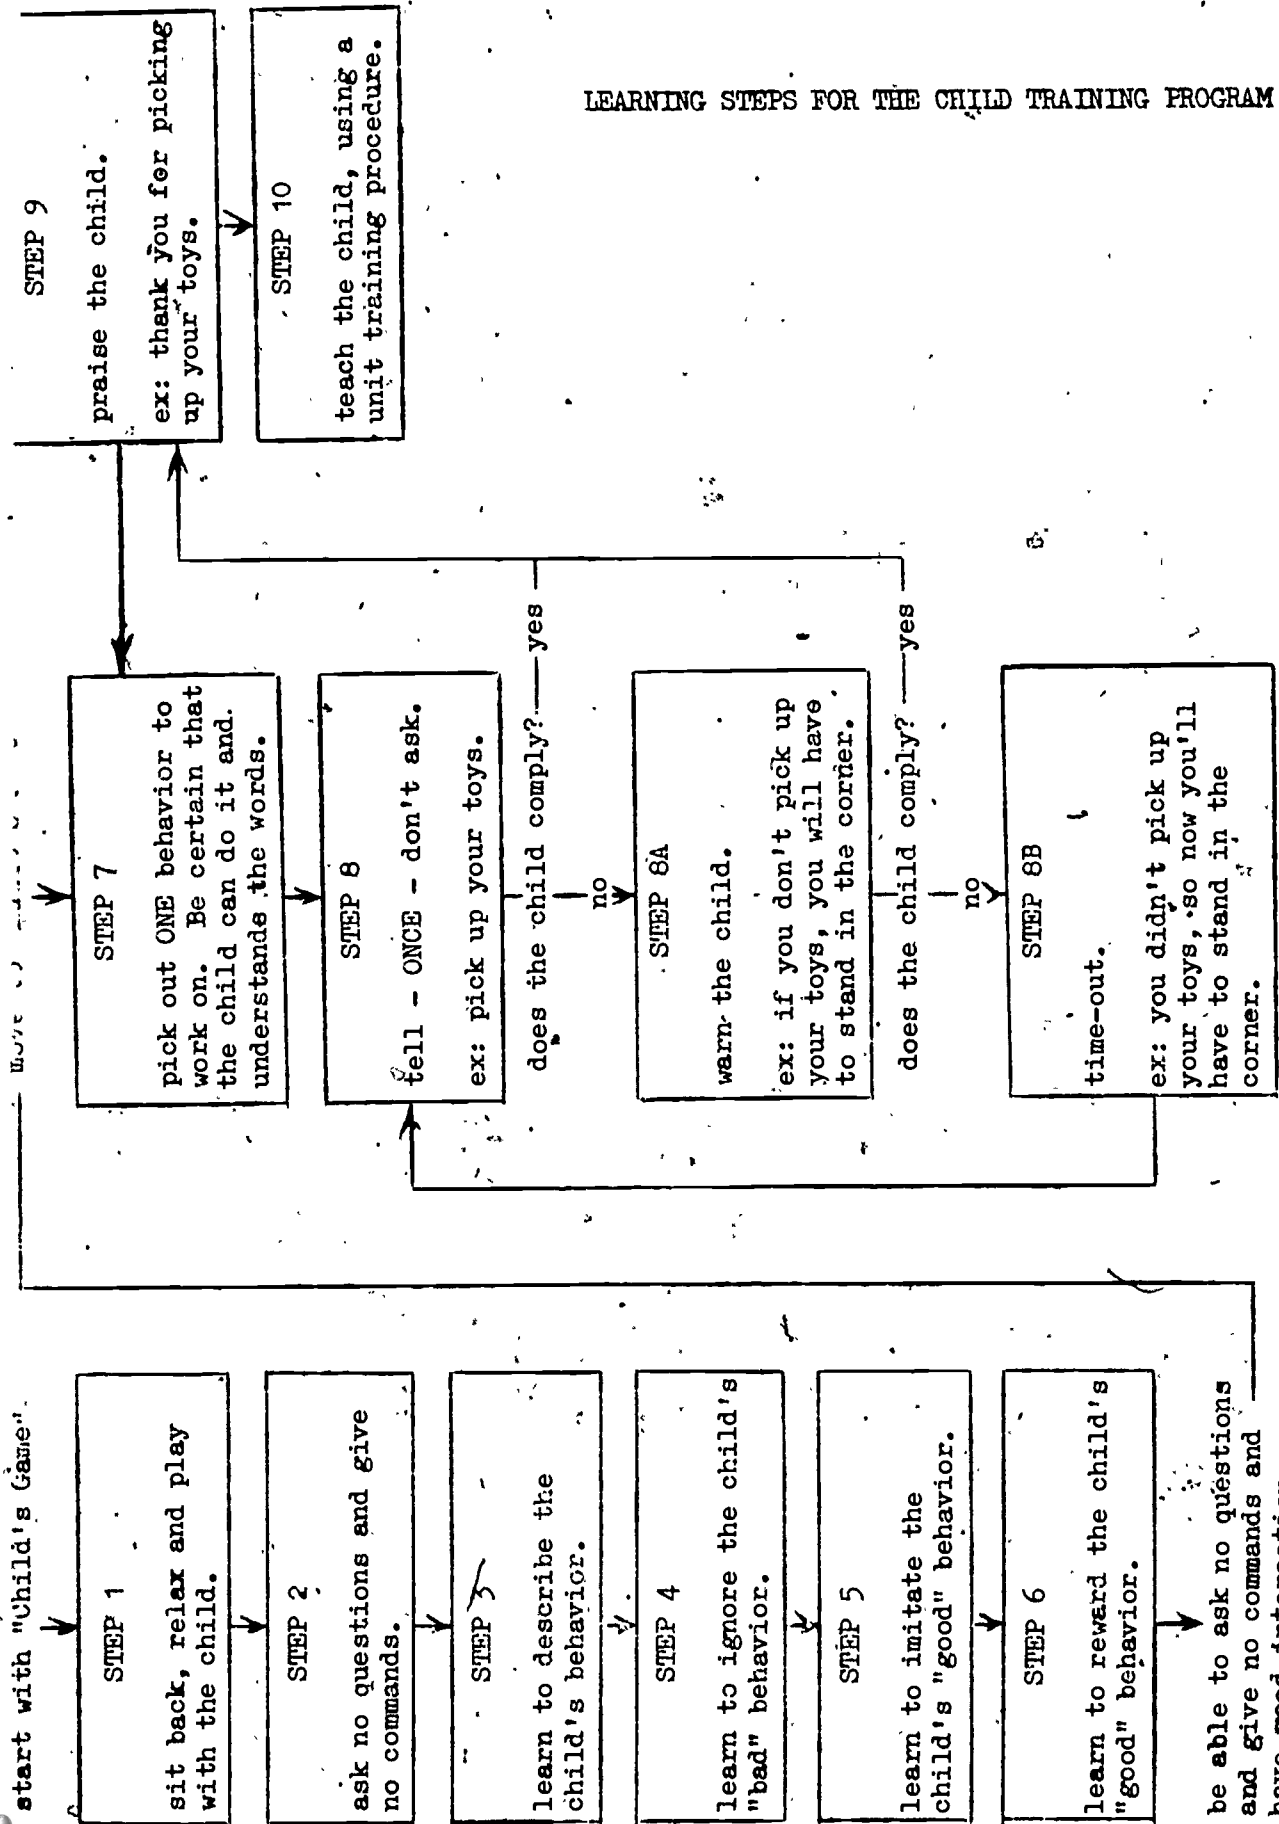 LEARNING STEPS FOR THE CHILD TRAINING PROGRAM
start with "Child's Game".
STEP 1
sit back, relax and play
with the child.
STEP 2
ask no questions and give
no commands.
STEP 3
learn to describe the
child's behavior.
STEP 4
learn to ignore the child's
"bad" behavior.
STEP 5
learn to imitate the
child's "good" behavior.
STEP 6
learn to reward the child's
"good" behavior.
be able to ask no questions
and give no commands and
have good interaction
STEP 7
pick out ONE behavior to
work on. Be certain that
the child can do it and.
understands the words.
STEP 8
tell - ONCE - don't ask.
ex: pick up your toys.
does the child comply? yes
no
STEP 8A
warn the child.
ex: if you don't pick up
your toys, you will have
to stand in the corner.
does the child comply? yes
no
STEP 8B
time-out.
ex: you didn't pick up
your toys, so now you'll
have to stand in the
corner.
STEP 9
praise the child.
ex: thank you for picking
up your toys.
STEP 10
teach the child, using a
unit training procedure.